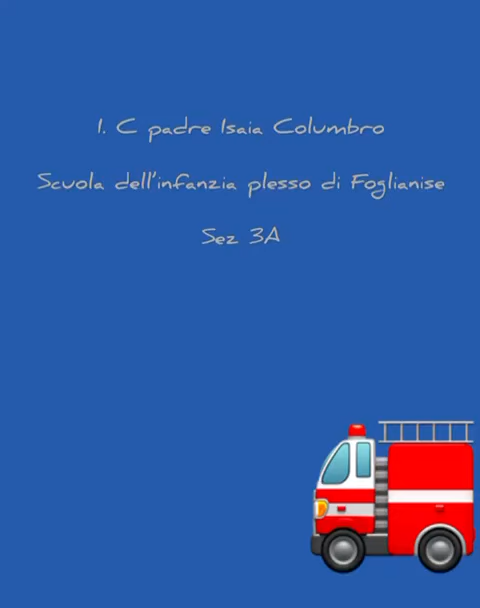 I. C padre Isaia Columbro
Scuola dell'infanzia plesso di Foglianise
Sez 3A